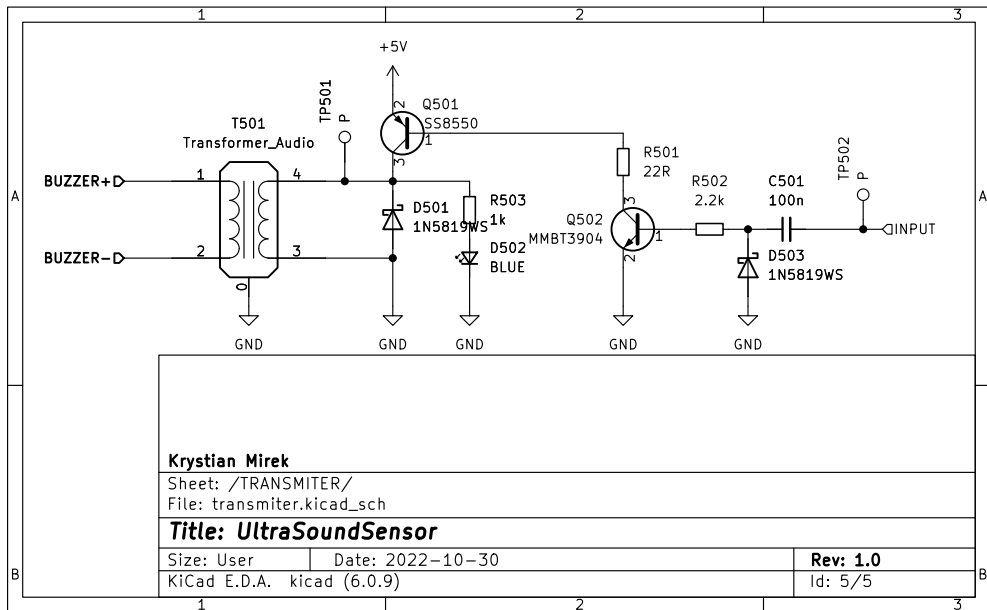 1 2 3
+5V
TP501
P
Q501
SS8550
2
1
3
T501
Transformer_Audio
R501
22R
TP502
P
R502
2.2k
C501
100n
A
A
BUZZER+
1
4
R503
1k
D501
1N5819WS
Q502
MMBT3904
3
1
2
INPUT
D502
BLUE
D503
1N5819WS
BUZZER-
2
3
0
GND GND GND GND GND
Krystian Mirek
Sheet: /TRANSMITER/
File: transmiter.kicad_sch
Title: UltraSoundSensor
Size: User Date: 2022-10-30 Rev: 1.0
KiCad E.D.A. kicad (6.0.9) Id: 5/5
B
B
1 2 3